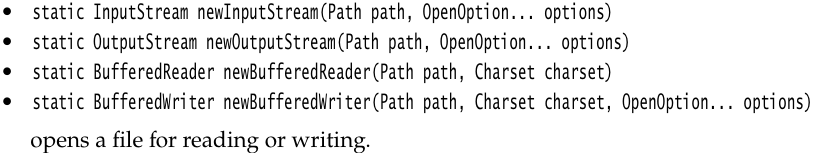 • static InputStream newInputStream(Path path, OpenOption... options)
• static OutputStream newOutputStream(Path path, OpenOption... options)
• static BufferedReader newBufferedReader(Path path, Charset charset)
• static BufferedWriter newBufferedWriter(Path path, Charset charset, OpenOption... options)
opens a file for reading or writing.